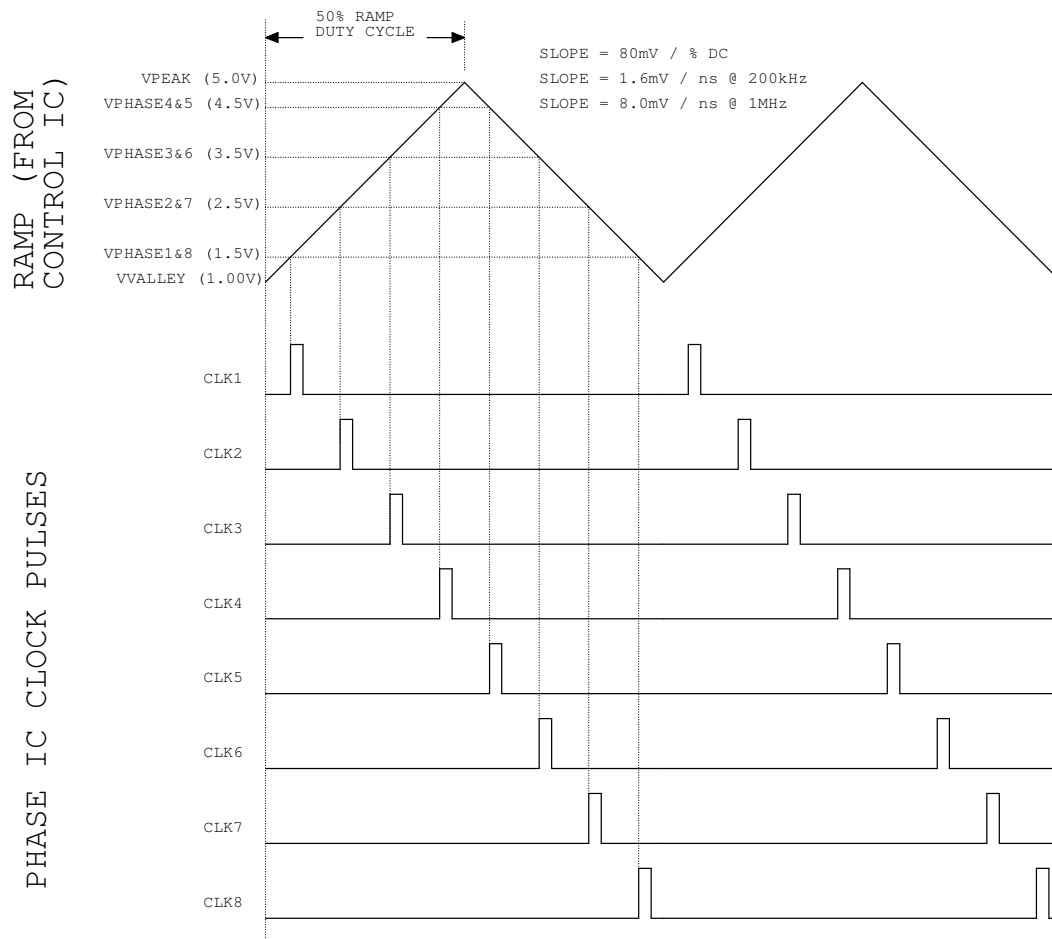 50% RAMP
DUTY CYCLE
SLOPE = 80mV / % DC
SLOPE = 1.6mV / ns @ 200kHz
SLOPE = 8.0mV / ns @ 1MHz
RAMP (FROM
CONTROL IC)
VPEAK (5.0V)
VPHASE4&5 (4.5V)
VPHASE3&6 (3.5V)
VPHASE2&7 (2.5V)
VPHASE1&8 (1.5V)
VVALLEY (1.00V)
PHASE IC CLOCK PULSES
CLK1
CLK2
CLK3
CLK4
CLK5
CLK6
CLK7
CLK8